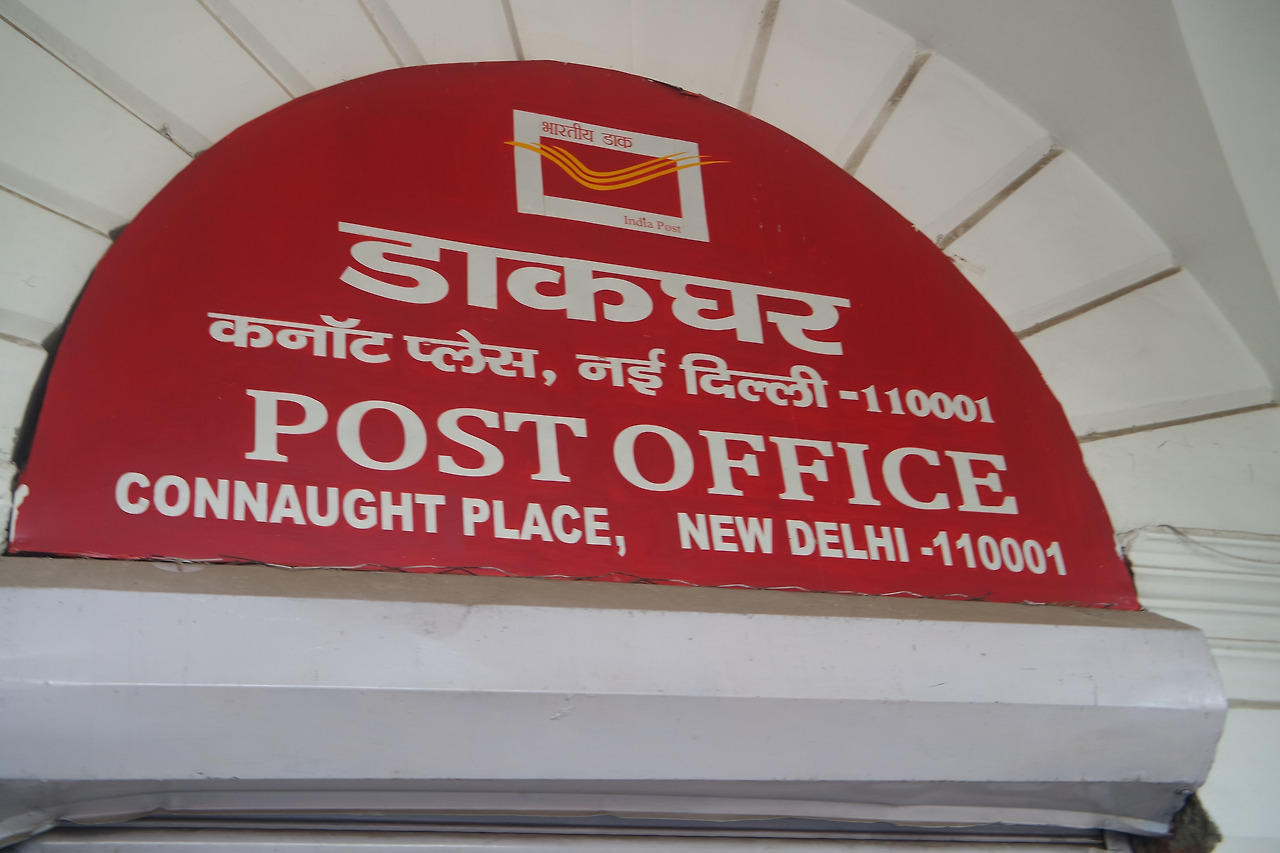 भारतीय डाक
India Post
डाकघर
कनॉट प्लेस, नई दिल्ली -110001
POST OFFICE
CONNAUGHT PLACE, NEW DELHI -110001